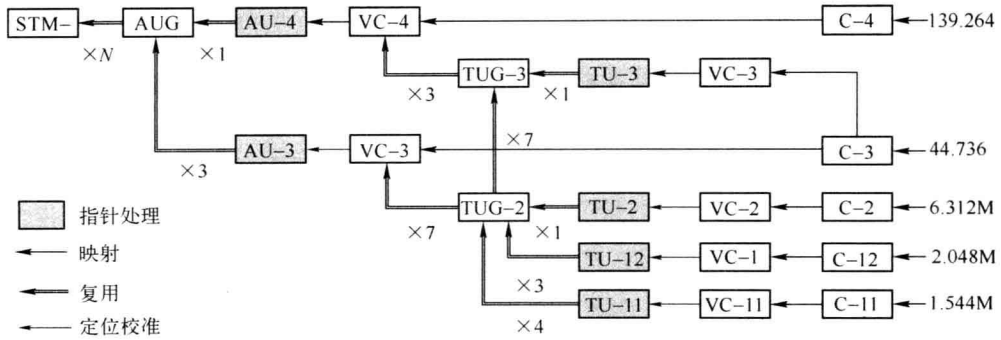 STM- AUG AU-4 VC-4 C-4 139.264
×N ×1
TUG-3 TU-3 VC-3
×3 ×1
×7
AU-3 VC-3 C-3 44.736
×3
指针处理 TUG-2 TU-2 VC-2 C-2 6.312M
×7 ×1
映射 TU-12 VC-1 C-12 2.048M
×3
复用 TU-11 VC-11 C-11 1.544M
×4
定位校准